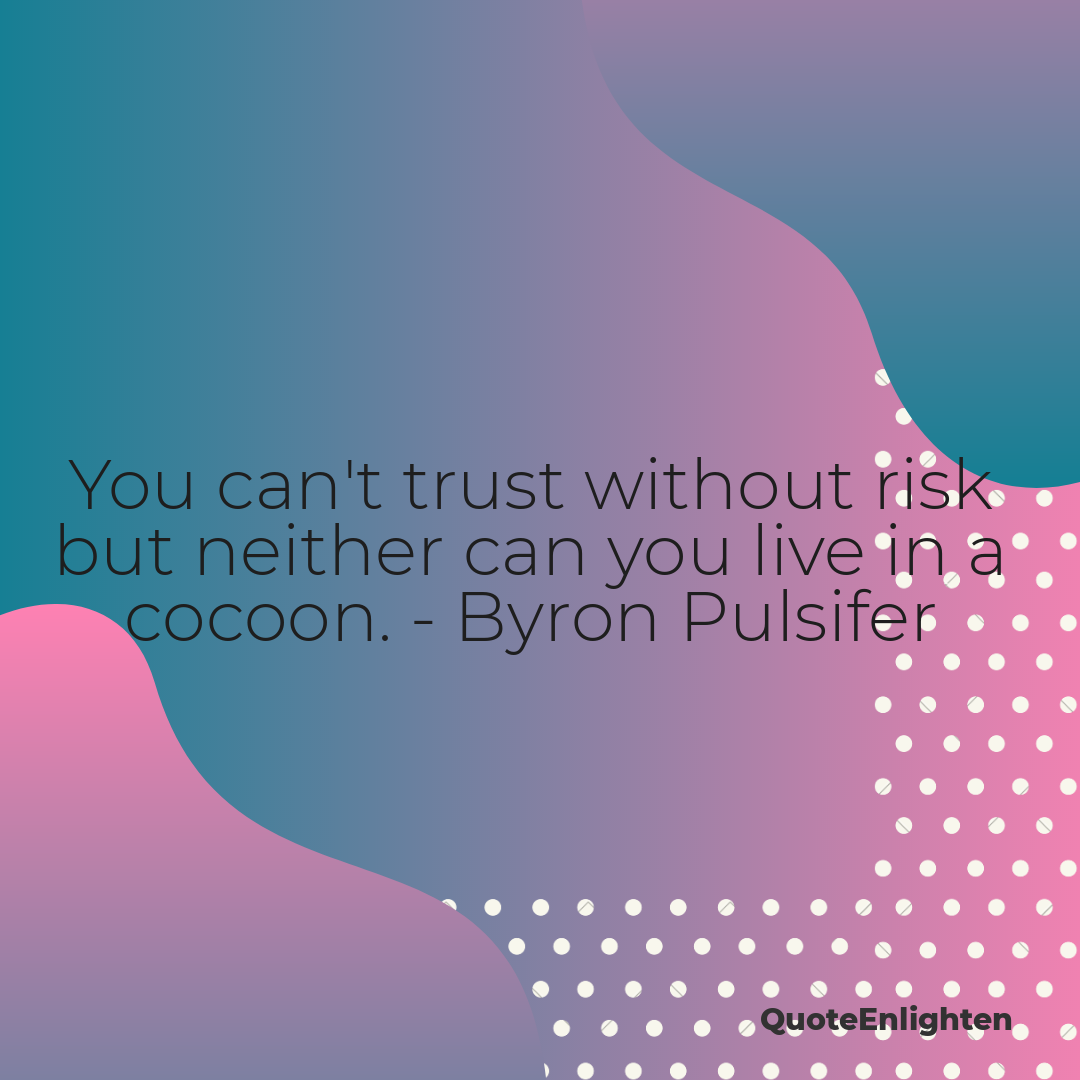 You can't trust without risk
but neither can you live in a
cocoon. - Byron Pulsifer
QuoteEnlighten